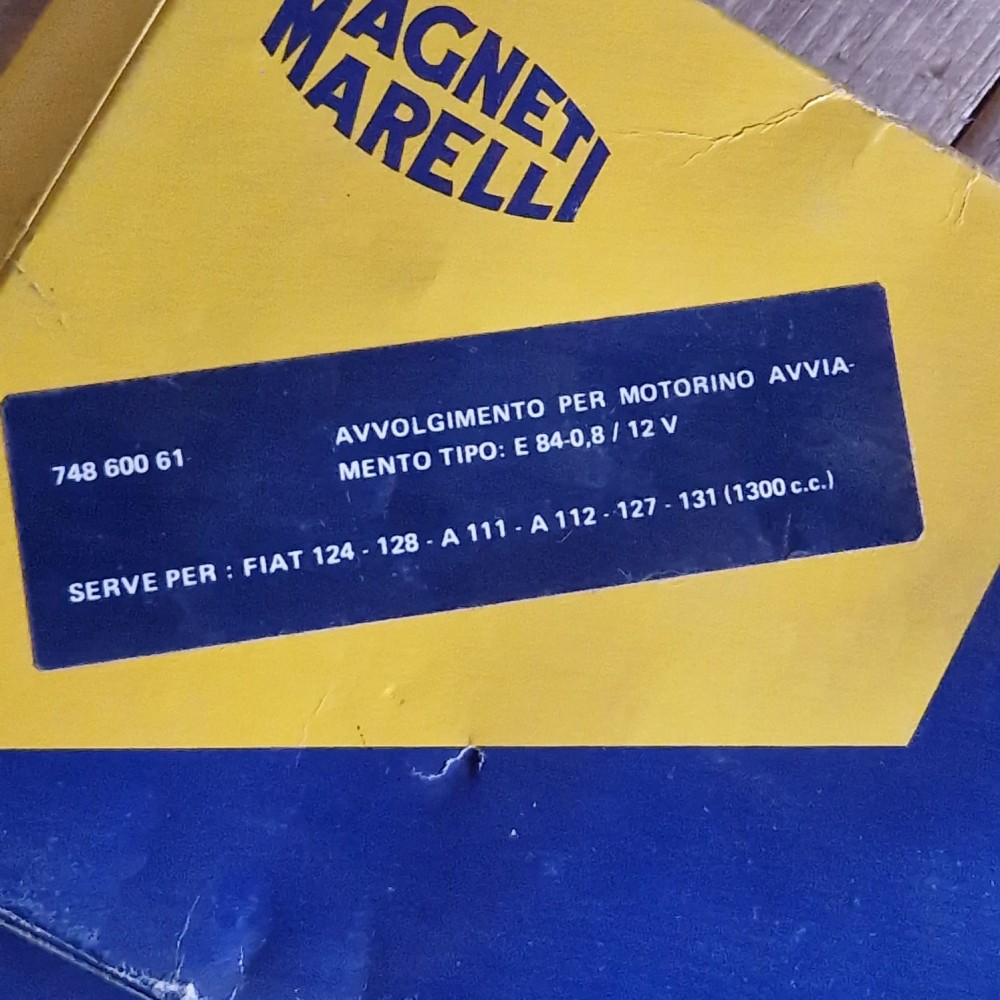 MAGNETI
MARELLI
AVVOLGIMENTO PER MOTORINO AVVIA-
748 600 61 MENTO TIPO: E 84-0,8 / 12 V
SERVE PER : FIAT 124 - 128 - A 111 - A 112 - 127 - 131 (1300 c.c.)